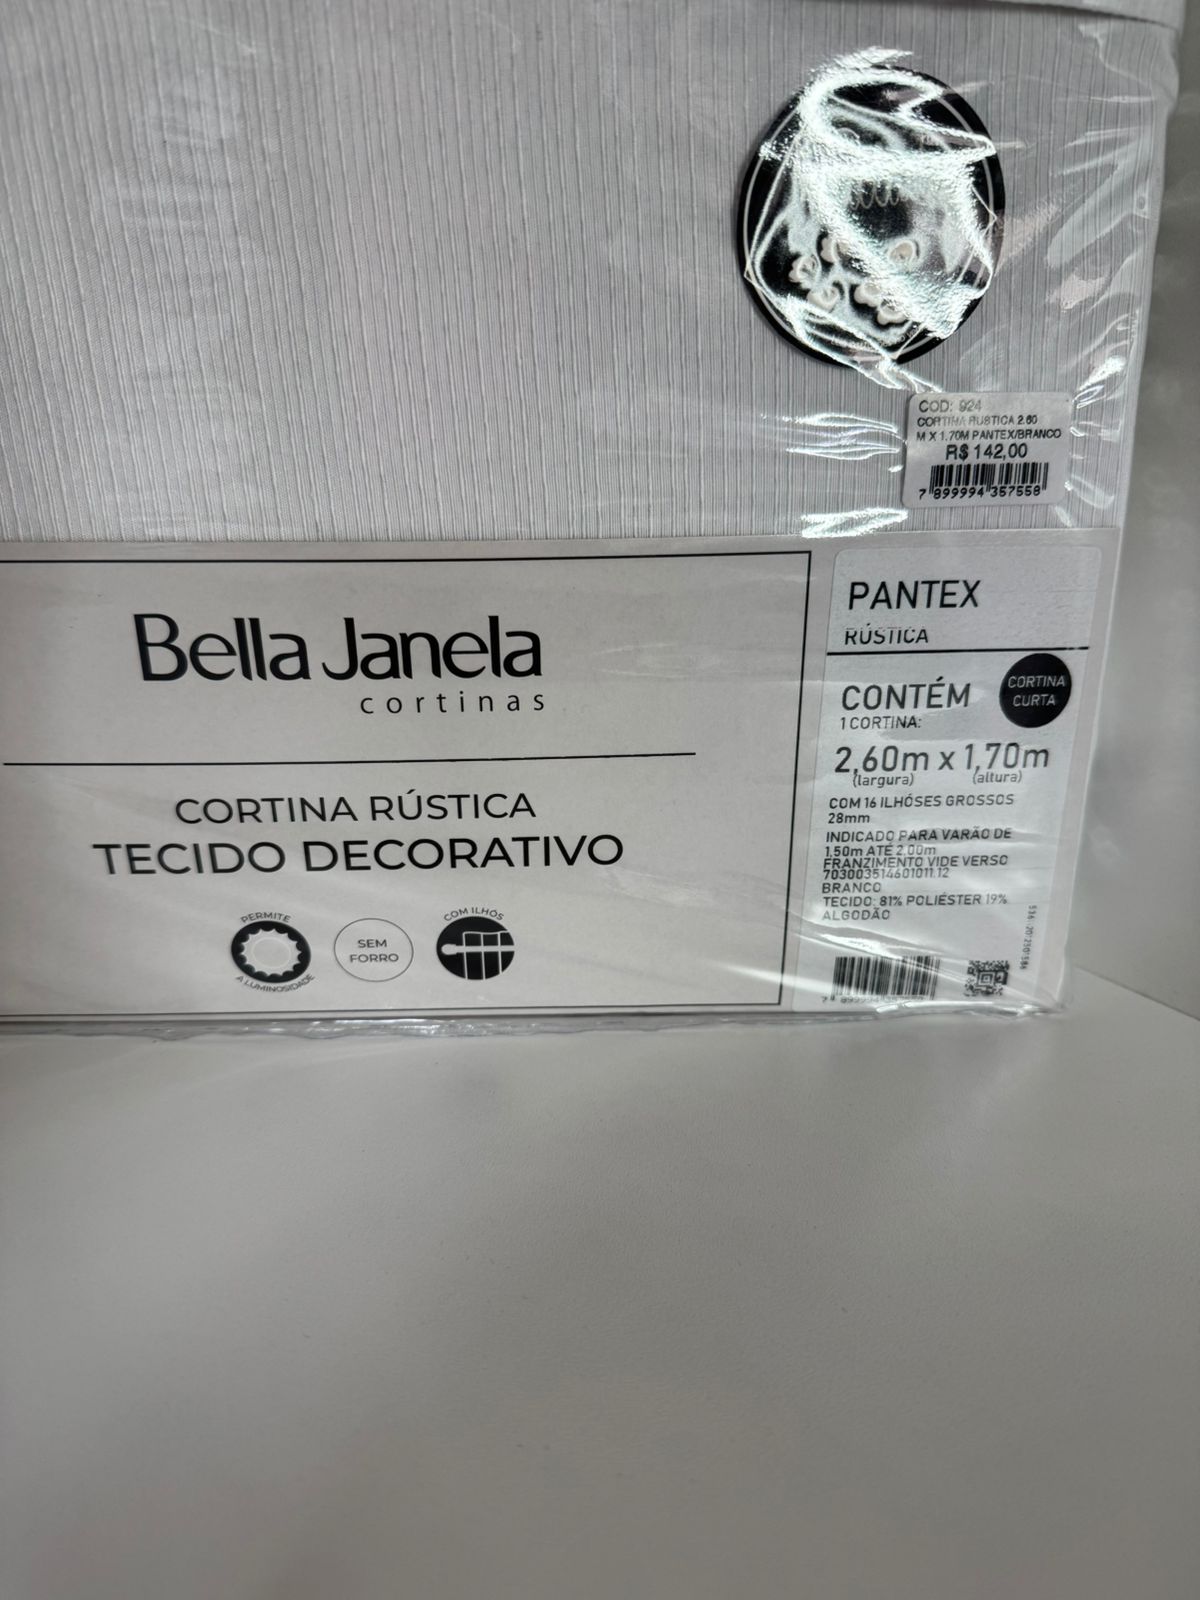 COD: 924
CORTINA RUSTICA 2.60
M X 1.70M PANTEX/BRANCO
R$ 142,00
7 899994 357558
Bella Janela
cortinas
CORTINA RÚSTICA
TECIDO DECORATIVO
PERMITE
A LUMINOSIDADE
SEM
FORRO
COM ILHÓS
PANTEX
RÚSTICA
CONTÉM
1 CORTINA:
CORTINA
CURTA
2,60m x 1,70m
(largura) (altura)
COM 16 ILHÓSES GROSSOS
28mm
INDICADO PARA VARÃO DE
1,50m ATÉ 2,00m
FRANZIMENTO VIDE VERSO
703003514601011.12
BRANCO
TECIDO: 81% POLIÉSTER 19%
ALGODÃO